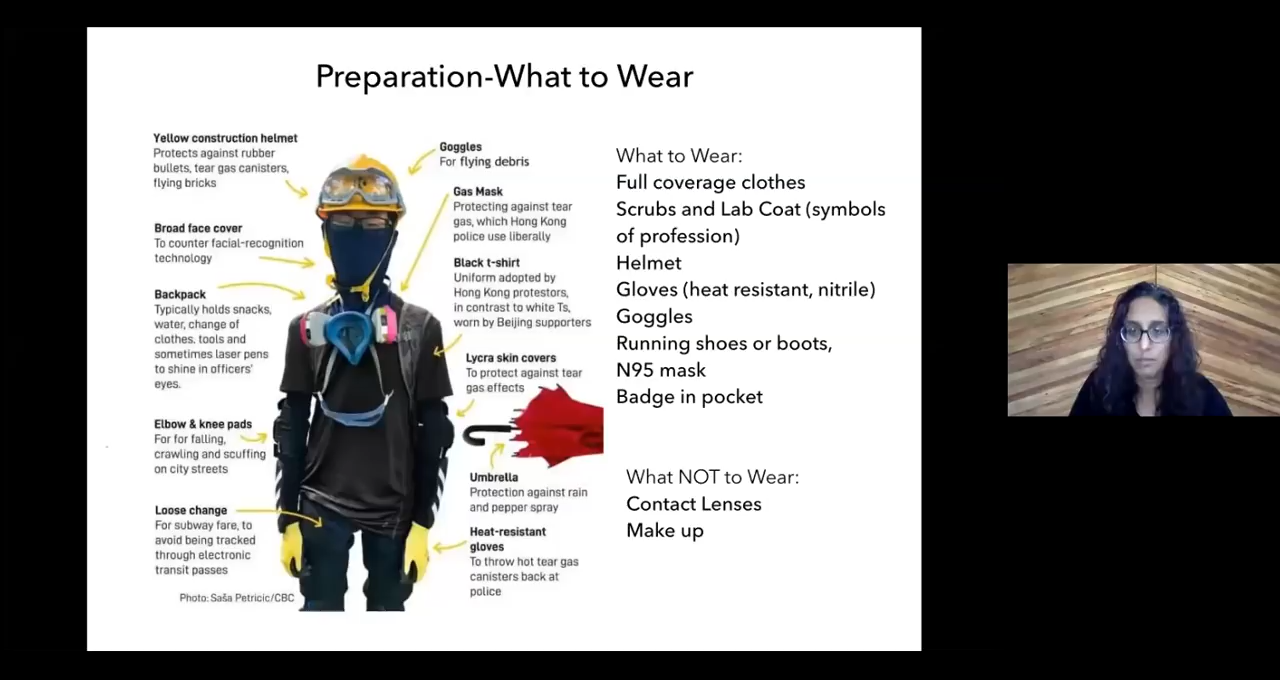 Preparation-What to Wear
Yellow construction helmet
Protects against rubber
bullets, tear gas canisters,
flying bricks
Broad face cover
To counter facial-recognition
technology
Backpack
Typically holds snacks,
water, change of
clothes. tools and
sometimes laser pens
to shine in officers'
eyes.
Elbow & knee pads
For for falling,
crawling and scuffing
on city streets
Loose change
For subway fare, to
avoid being tracked
through electronic
transit passes
Photo: Saša Petricic/CBC
Goggles
For flying debris
Gas Mask
Protecting against tear
gas, which Hong Kong
police use liberally
Black t-shirt
Uniform adopted by
Hong Kong protestors,
in contrast to white Ts,
worn by Beijing supporters
Lycra skin covers
To protect against tear
gas effects
Umbrella
Protection against rain
and pepper spray
Heat-resistant
gloves
To throw hot tear gas
canisters back at
police
What to Wear:
Full coverage clothes
Scrubs and Lab Coat (symbols
of profession)
Helmet
Gloves (heat resistant, nitrile)
Goggles
Running shoes or boots,
N95 mask
Badge in pocket
What NOT to Wear:
Contact Lenses
Make up